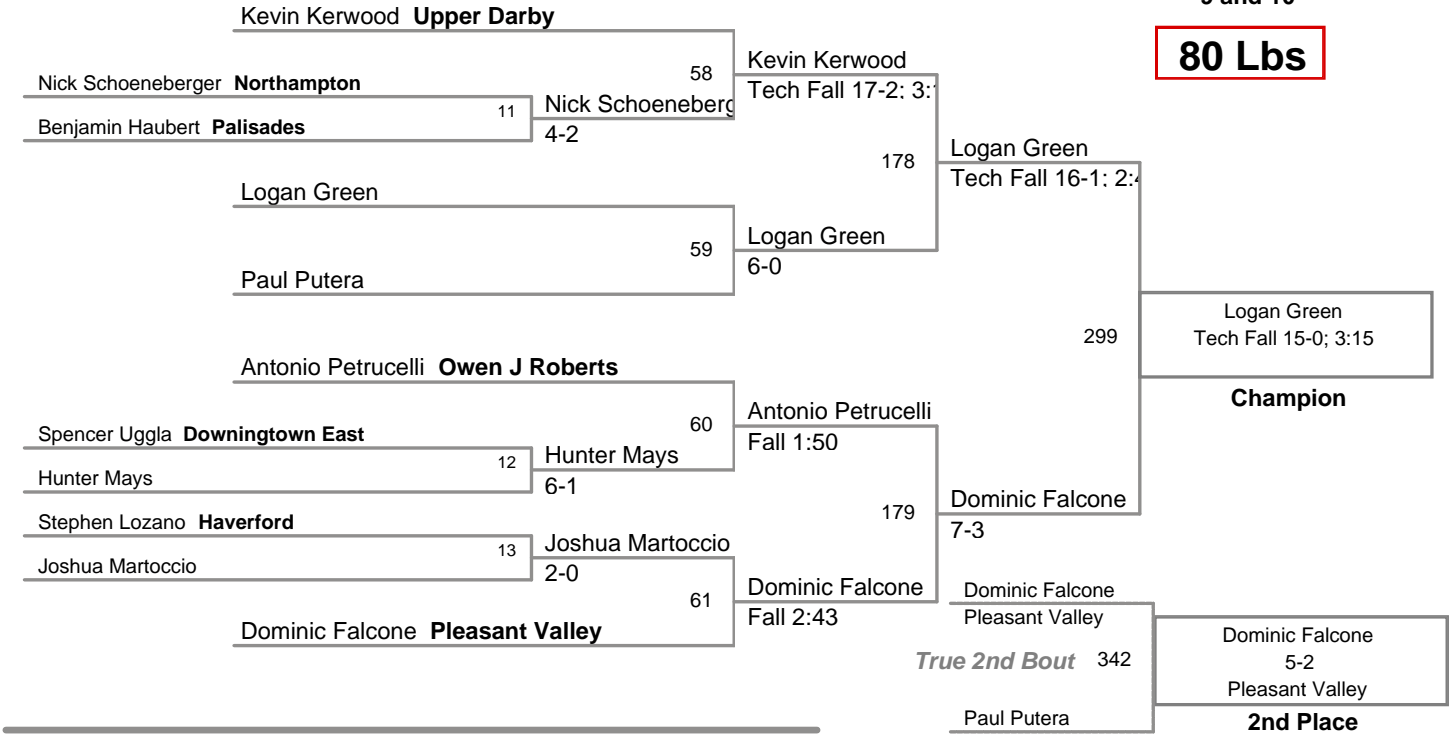 9 and 10
80 Lbs
Kevin Kerwood Upper Darby
Nick Schoeneberger Northampton
Benjamin Haubert Palisades
11
Nick Schoeneberg
4-2
58
Kevin Kerwood
Tech Fall 17-2; 3:
Logan Green
Paul Putera
59
Logan Green
6-0
178
Logan Green
Tech Fall 16-1; 2:
Antonio Petrucelli Owen J Roberts
Spencer Uggla Downingtown East
Hunter Mays
12
Hunter Mays
6-1
60
Antonio Petrucelli
Fall 1:50
Stephen Lozano Haverford
Joshua Martoccio
13
Joshua Martoccio
2-0
Dominic Falcone Pleasant Valley
61
Dominic Falcone
Fall 2:43
179
Dominic Falcone
7-3
299
Logan Green
Tech Fall 15-0; 3:15
Champion
Dominic Falcone
Pleasant Valley
True 2nd Bout 342
Paul Putera
Dominic Falcone
5-2
Pleasant Valley
2nd Place